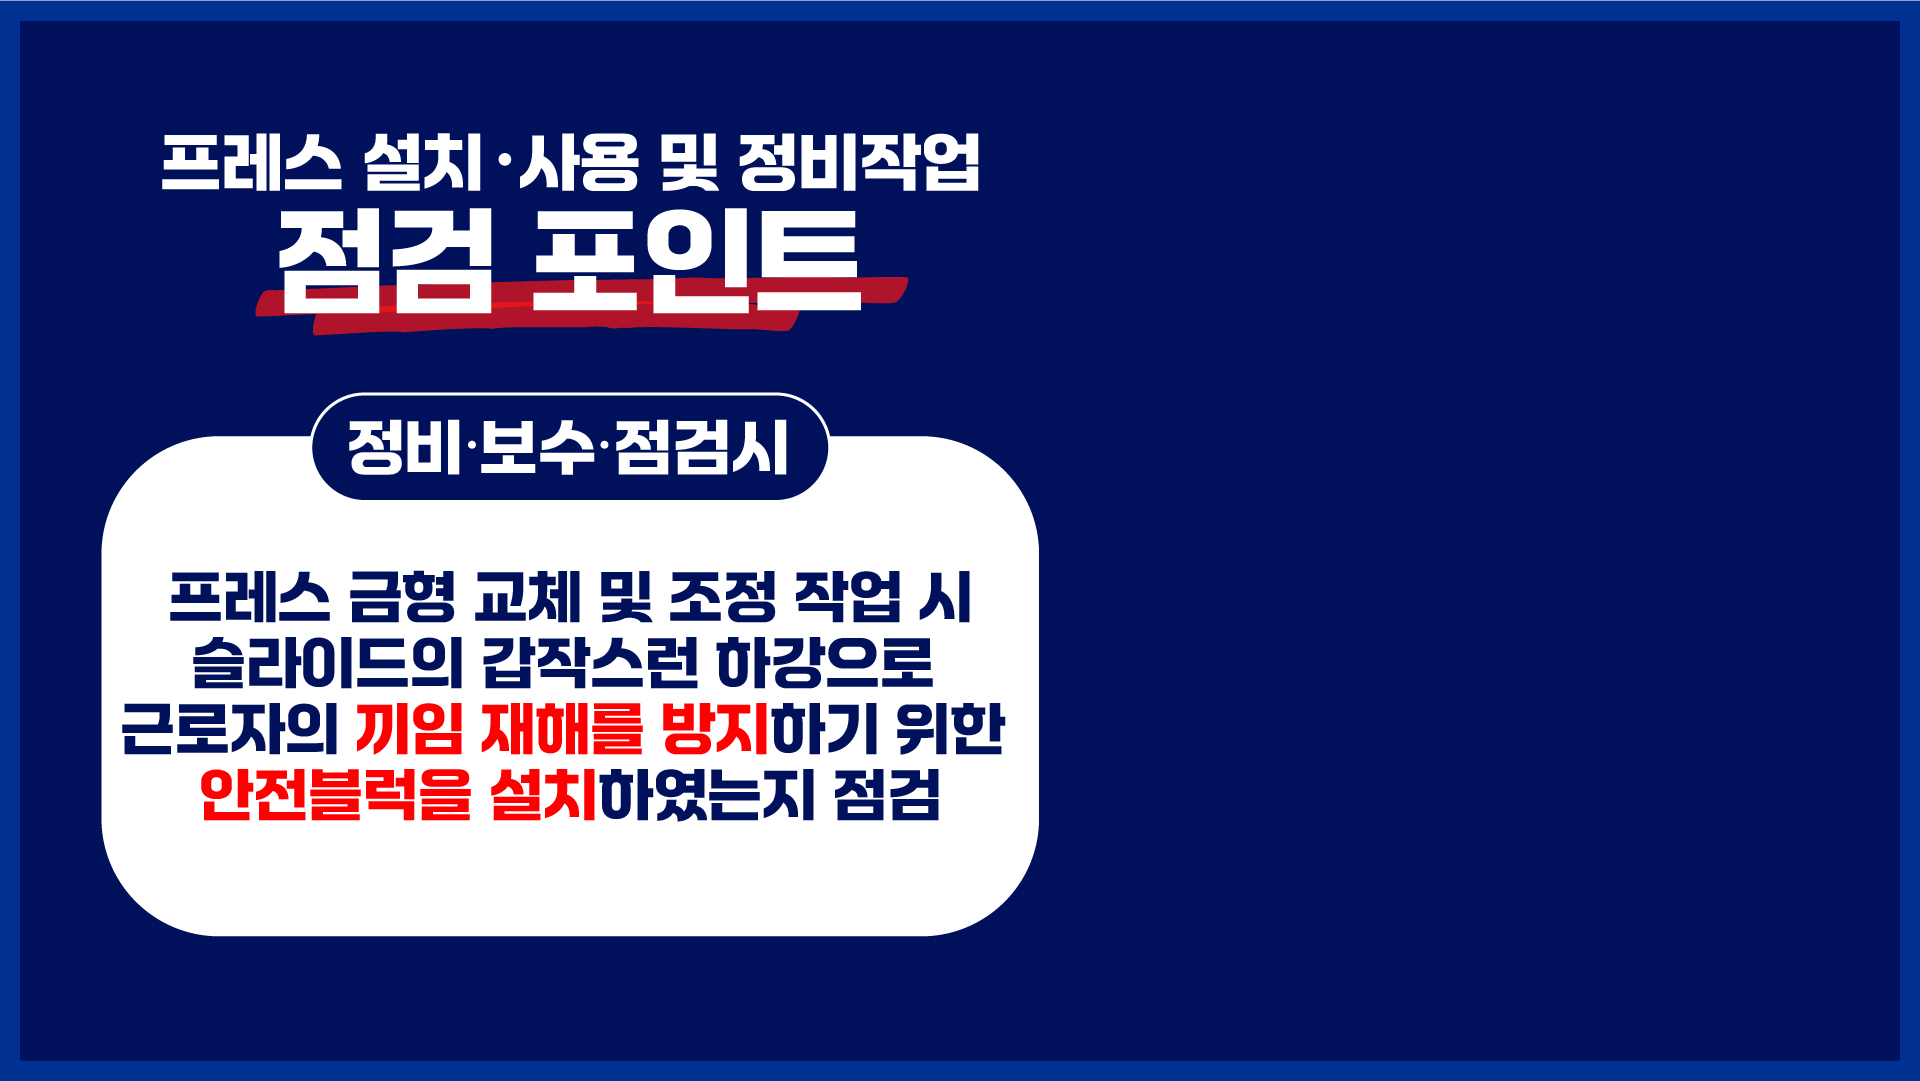 프레스 설치·사용 및 정비작업
점검 포인트
정비·보수·점검시
프레스 금형 교체 및 조정 작업 시
슬라이드의 갑작스런 하강으로
근로자의 끼임 재해를 방지하기 위한
안전블럭을 설치하였는지 점검